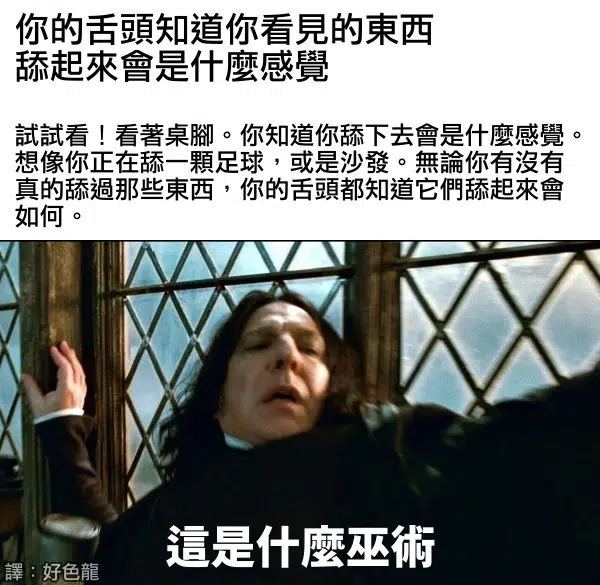 你的舌頭知道你看見的東西
舔起來會是什麼感覺
試試看！看著桌腳。你知道你舔下去會是什麼感覺。
想像你正在舔一顆足球，或是沙發。無論你有沒有
真的舔過那些東西，你的舌頭都知道它們舔起來會
如何。
這是什麼巫術
譯：好色龍